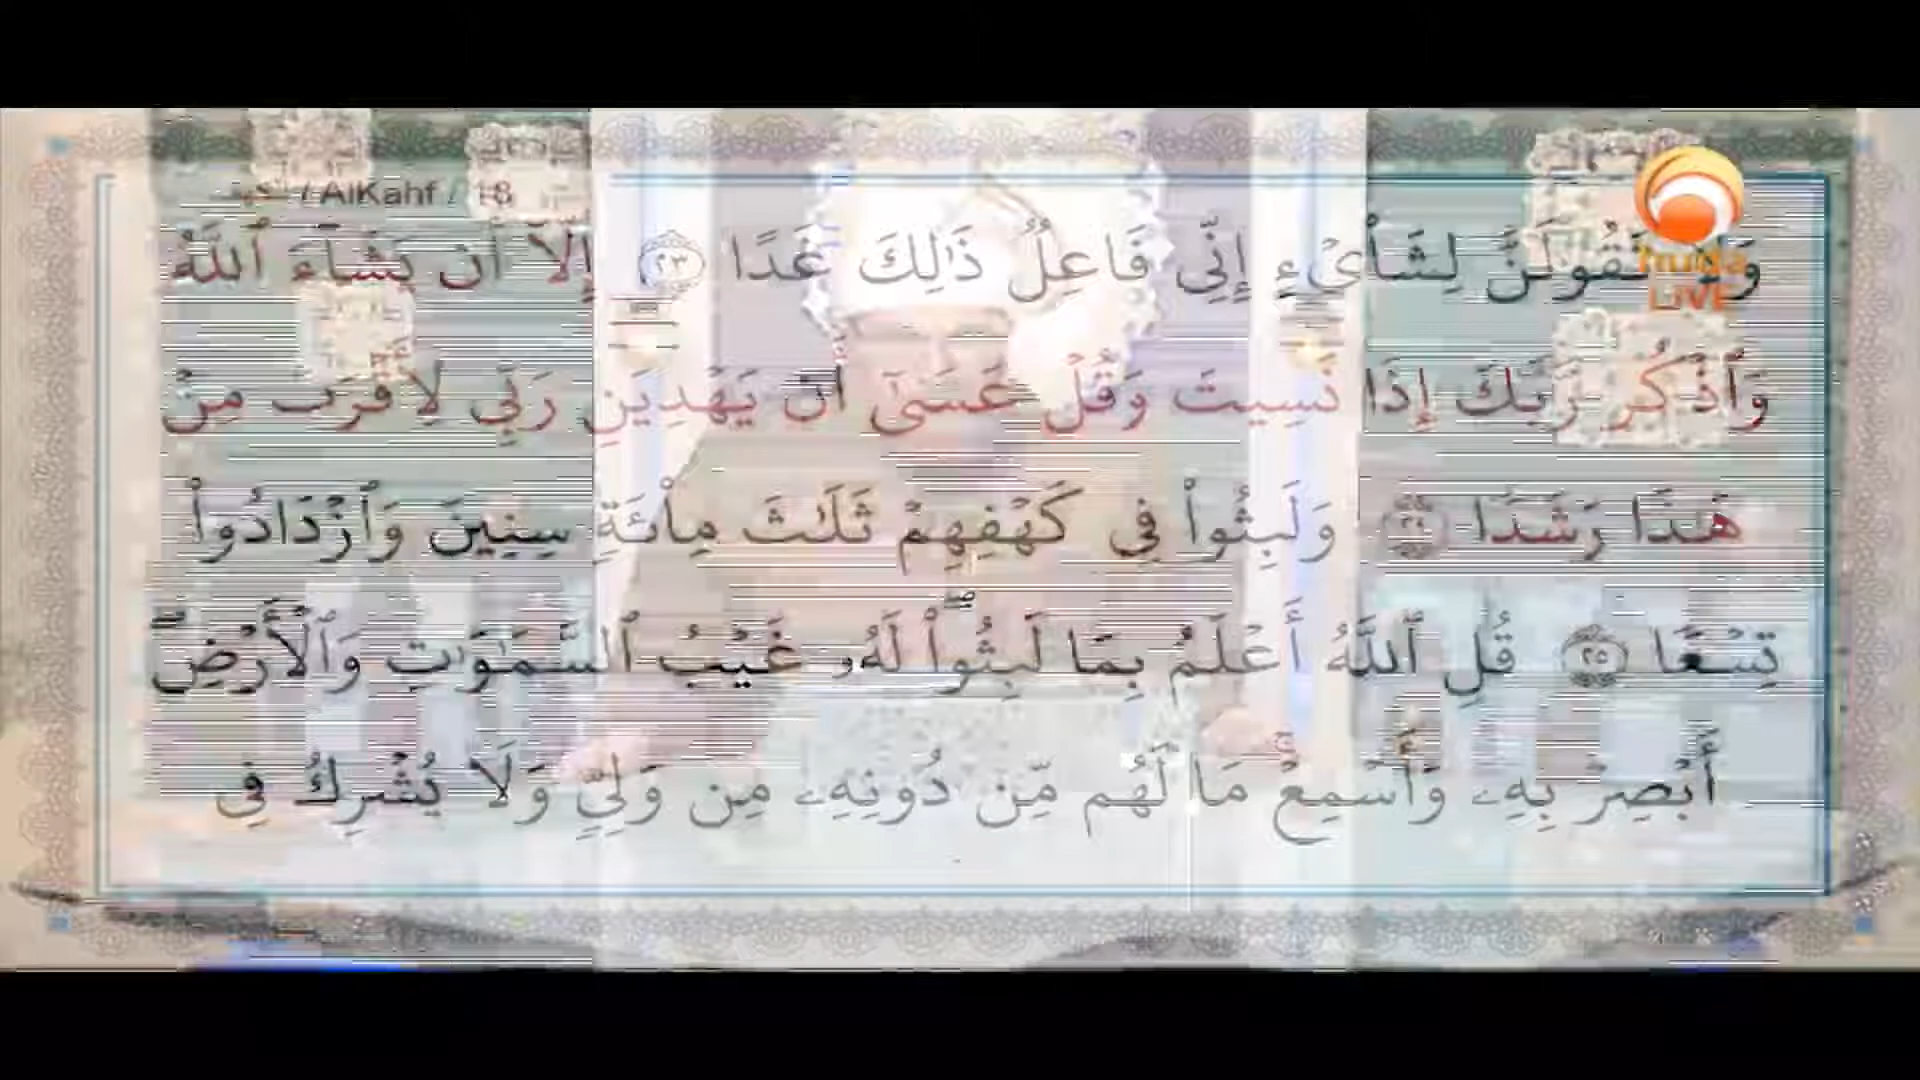 الكهف / AlKahf / 18
huda
LIVE
وَلَا تَقُولَنَّ لِشَا۟ىْءٍ إِنِّى فَاعِلٌ ذَٰلِكَ غَدًا ٢٣ إِلَّآ أَن يَشَآءَ ٱللَّهُ
وَٱذْكُر رَّبَّكَ إِذَا نَسِيتَ وَقُلْ عَسَىٰٓ أَن يَهْدِيَنِ رَبِّى لِأَقْرَبَ مِنْ
هَٰذَا رَشَدًا ٢٤ وَلَبِثُوا۟ فِى كَهْفِهِمْ ثَلَٰثَ مِا۟ئَةٍ سِنِينَ وَٱزْدَادُوا۟
تِسْعًا ٢٥ قُلِ ٱللَّهُ أَعْلَمُ بِمَا لَبِثُوا۟ ۖ لَهُۥ غَيْبُ ٱلسَّمَٰوَٰتِ وَٱلْأَرْضِ ۖ
أَبْصِرْ بِهِۦ وَأَسْمِعْ ۚ مَا لَهُم مِّن دُونِهِۦ مِن وَلِىٍّ وَلَا يُشْرِكُ فِى